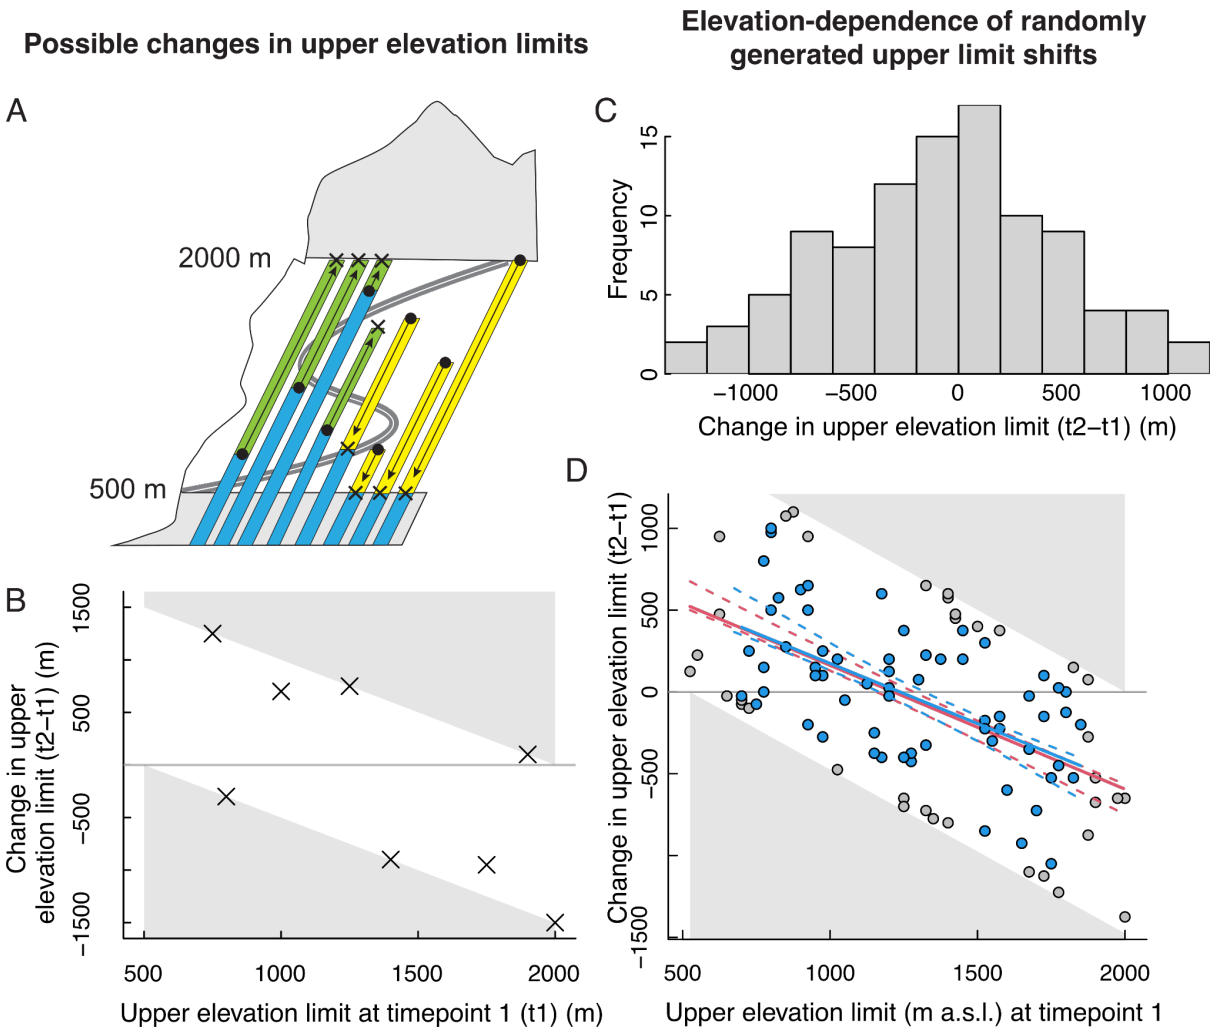 Possible changes in upper elevation limits
Elevation-dependence of randomly
generated upper limit shifts
A
2000 m
500 m
B
Change in upper
elevation limit (t2−t1) (m)
1500
500
−500
−1500
500
1000
1500
2000
Upper elevation limit at timepoint 1 (t1) (m)
C
Frequency
15
10
5
0
−1000
−500
0
500
1000
Change in upper elevation limit (t2−t1) (m)
D
Change in upper elevation limit (t2−t1)
1000
500
0
−500
−1500
500
1000
1500
2000
Upper elevation limit (m a.s.l.) at timepoint 1